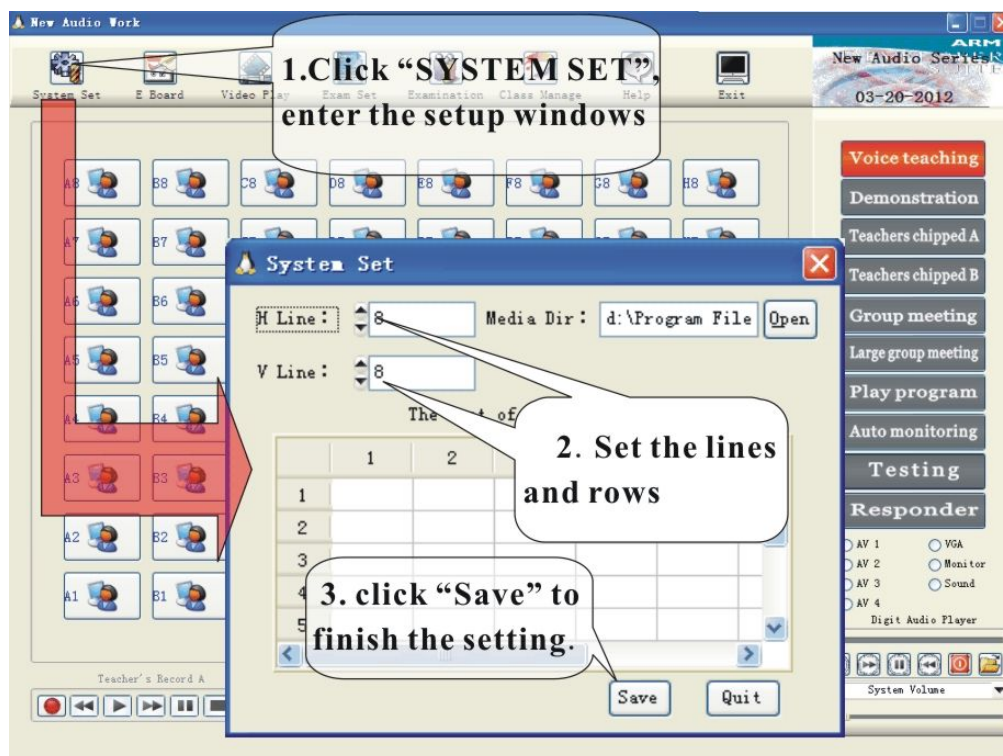 New Audio Work
ARM
New Audio Series
03-20-2012
System Set
E Board
Video Play
Exam Set
Examination
Class Manage
Help
Exit
1.Click “SYSTEM SET”,
enter the setup windows
A8
B8
C8
D8
E8
F8
G8
H8
A7
B7
A6
B6
A5
B5
A4
B4
A3
B3
A2
B2
A1
B1
System Set
H Line:
8
Media Dir:
d:\Program File
Open
V Line:
8
The
of
2. Set the lines
and rows
1
2
1
2
3
4
5
3. click “Save” to
finish the setting.
Save
Quit
Voice teaching
Demonstration
Teachers chipped A
Teachers chipped B
Group meeting
Large group meeting
Play program
Auto monitoring
Testing
Responder
AV 1
VGA
AV 2
Monitor
AV 3
Sound
AV 4
Digit Audio Player
System Volume
Teacher's Record A